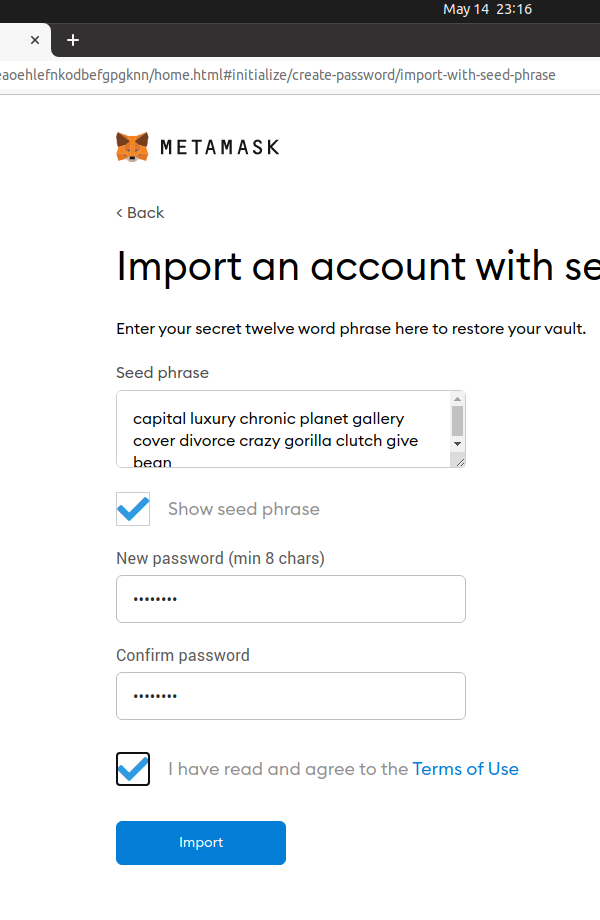 May 14 23:16
eaoehlefnkodbefgpgknn/home.html#initialize/create-password/import-with-seed-phrase
METAMASK
< Back
Import an account with se
Enter your secret twelve word phrase here to restore your vault.
Seed phrase
capital luxury chronic planet gallery
cover divorce crazy gorilla clutch give
bean
Show seed phrase
New password (min 8 chars)
••••••••
Confirm password
••••••••
I have read and agree to the Terms of Use
Import